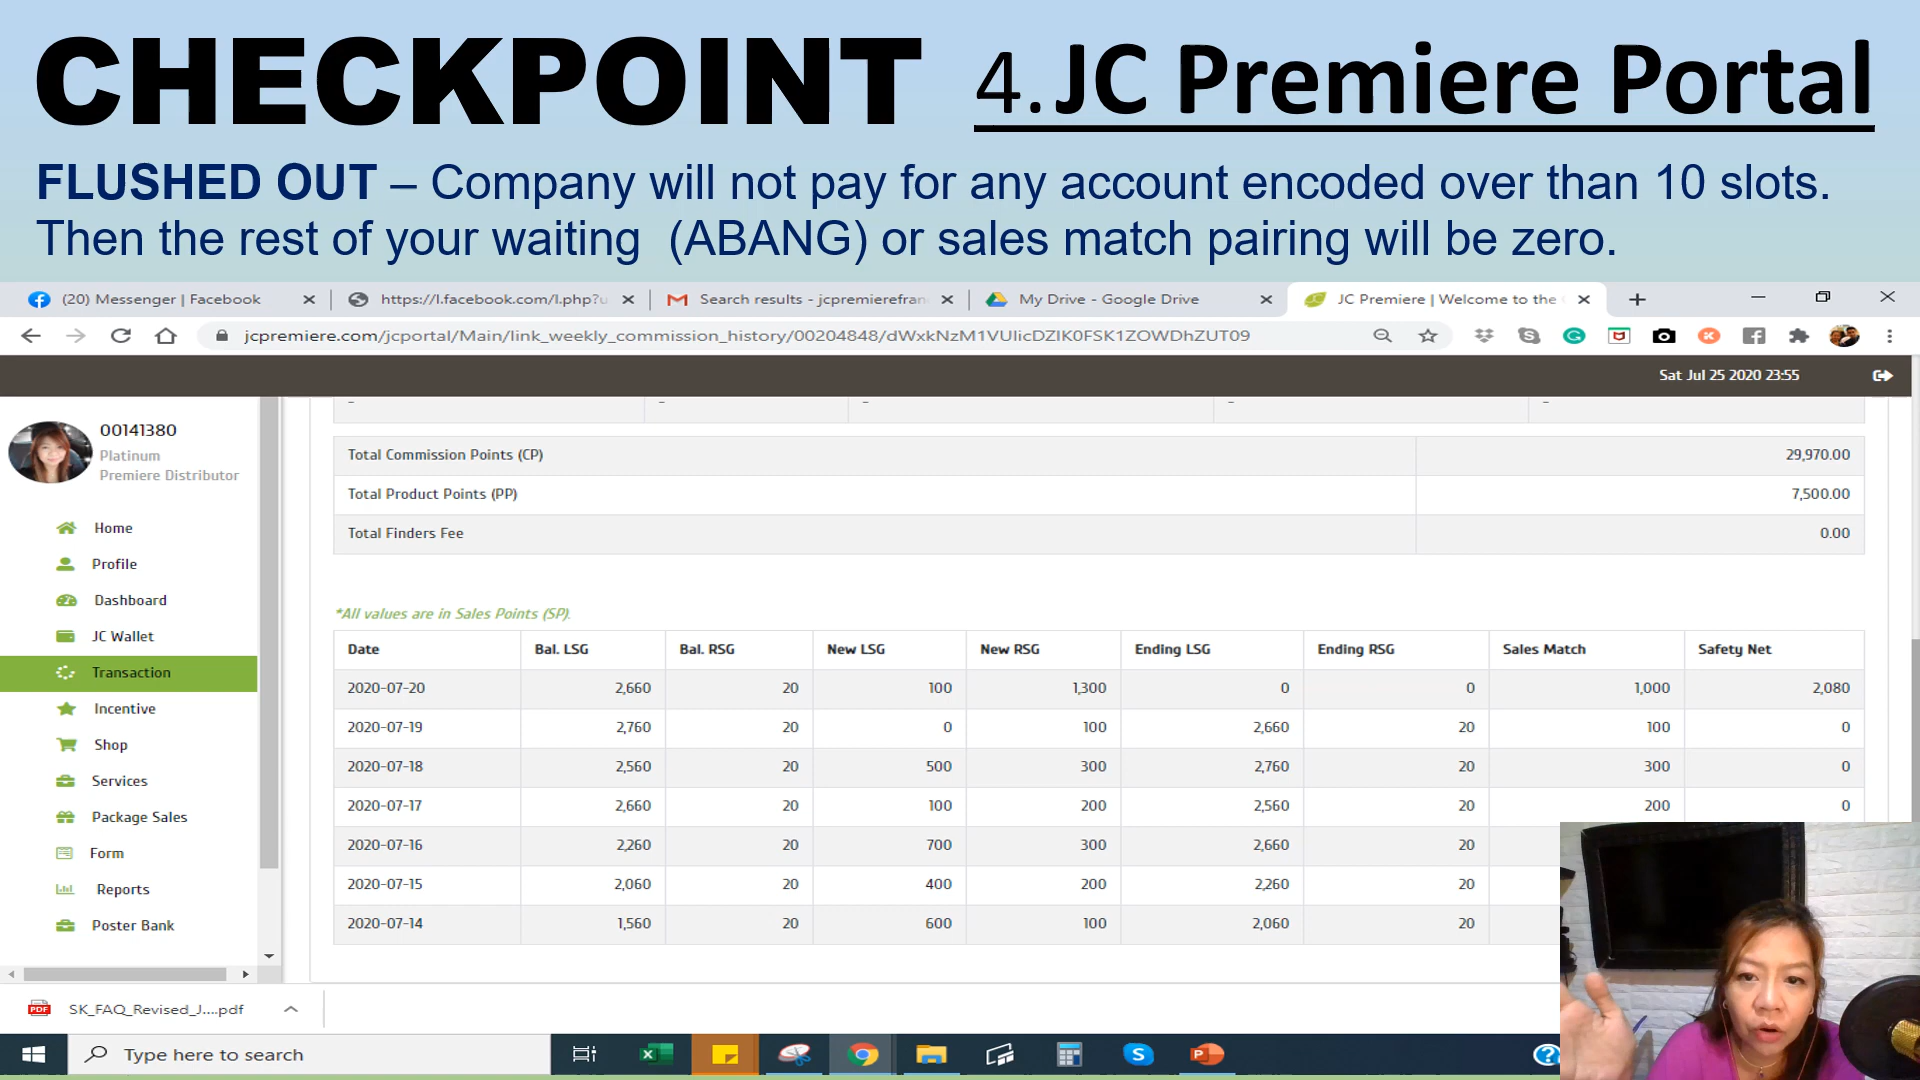 CHECKPOINT 4. JC Premiere Portal
FLUSHED OUT – Company will not pay for any account encoded over than 10 slots.
Then the rest of your waiting (ABANG) or sales match pairing will be zero.
(20) Messenger | Facebook
https://l.facebook.com/l.php?u
Search results - jcpremierefran
My Drive - Google Drive
JC Premiere | Welcome to the
jcpremiere.com/jcportal/Main/link_weekly_commission_history/00204848/dWxkNzM1VUlicDZIK0FSK1ZOWDhZUT09
Sat Jul 25 2020 23:55
00141380
Platinum
Premiere Distributor
Home
Profile
Dashboard
JC Wallet
Transaction
Incentive
Shop
Services
Package Sales
Form
Reports
Poster Bank
- - - - -
Total Commission Points (CP) 29,970.00
Total Product Points (PP) 7,500.00
Total Finders Fee 0.00
*All values are in Sales Points (SP).
Date Bal. LSG Bal. RSG New LSG New RSG Ending LSG Ending RSG Sales Match Safety Net
2020-07-20 2,660 20 100 1,300 0 0 1,000 2,080
2020-07-19 2,760 20 0 100 2,660 20 100 0
2020-07-18 2,560 20 500 300 2,760 20 300 0
2020-07-17 2,660 20 100 200 2,560 20 200 0
2020-07-16 2,260 20 700 300 2,660 20
2020-07-15 2,060 20 400 200 2,260 20
2020-07-14 1,560 20 600 100 2,060 20
PDF SK_FAQ_Revised_J....pdf
Type here to search